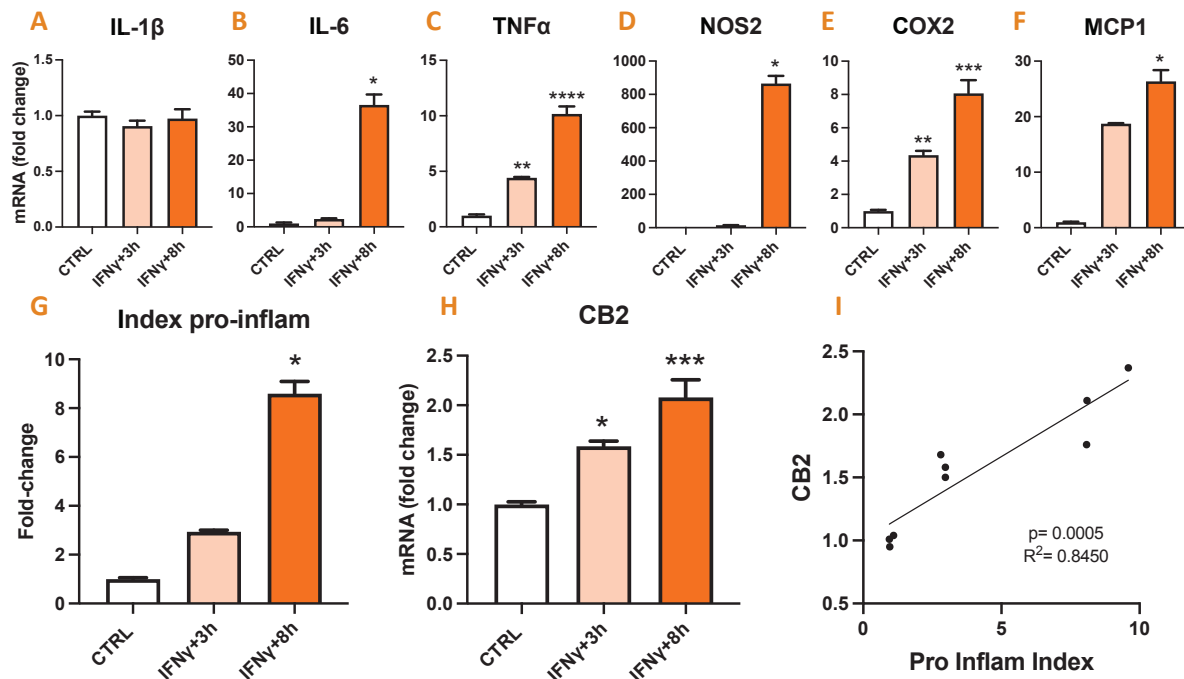 A IL-1β
mRNA (fold change)
1.5
1.0
0.5
0.0
CTRL
IFNγ+3h
IFNγ+8h
B IL-6
50
40
30
20
10
0
*
CTRL
IFNγ+3h
IFNγ+8h
C TNFα
15
10
5
0
**
****
CTRL
IFNγ+3h
IFNγ+8h
D NOS2
1000
800
600
400
200
0
*
CTRL
IFNγ+3h
IFNγ+8h
E COX2
10
8
6
4
2
0
**
***
CTRL
IFNγ+3h
IFNγ+8h
F MCP1
30
20
10
0
*
CTRL
IFNγ+3h
IFNγ+8h
G Index pro-inflam
Fold-change
10
8
6
4
2
0
*
CTRL
IFNγ+3h
IFNγ+8h
H CB2
mRNA (fold change)
2.5
2.0
1.5
1.0
0.5
0.0
*
***
CTRL
IFNγ+3h
IFNγ+8h
I
CB2
2.5
2.0
1.5
1.0
0.5
p= 0.0005
R²= 0.8450
0 5 10
Pro Inflam Index